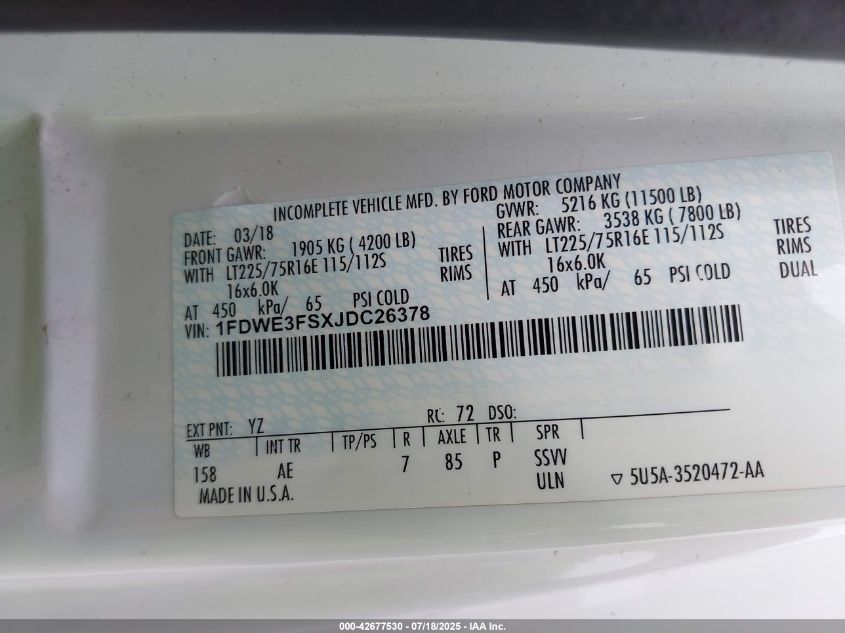 INCOMPLETE VEHICLE MFD. BY FORD MOTOR COMPANY
DATE: 03/18
FRONT GAWR: 1905 KG ( 4200 LB)
WITH LT225/75R16E 115/112S TIRES
16x6.0K RIMS
AT 450 kPa/ 65 PSI COLD
GVWR: 5216 KG (11500 LB)
REAR GAWR: 3538 KG ( 7800 LB)
WITH LT225/75R16E 115/112S TIRES
16x6.0K RIMS
AT 450 kPa/ 65 PSI COLD DUAL
VIN: 1FDWE3FSXJDC26378
EXT PNT: YZ RC: 72 DSO:
WB INT TR TP/PS R AXLE TR SPR
158 AE 7 85 P SSVV
ULN
MADE IN U.S.A. 5U5A-3520472-AA
000-42677530 - 07/18/2025 - IAA Inc.